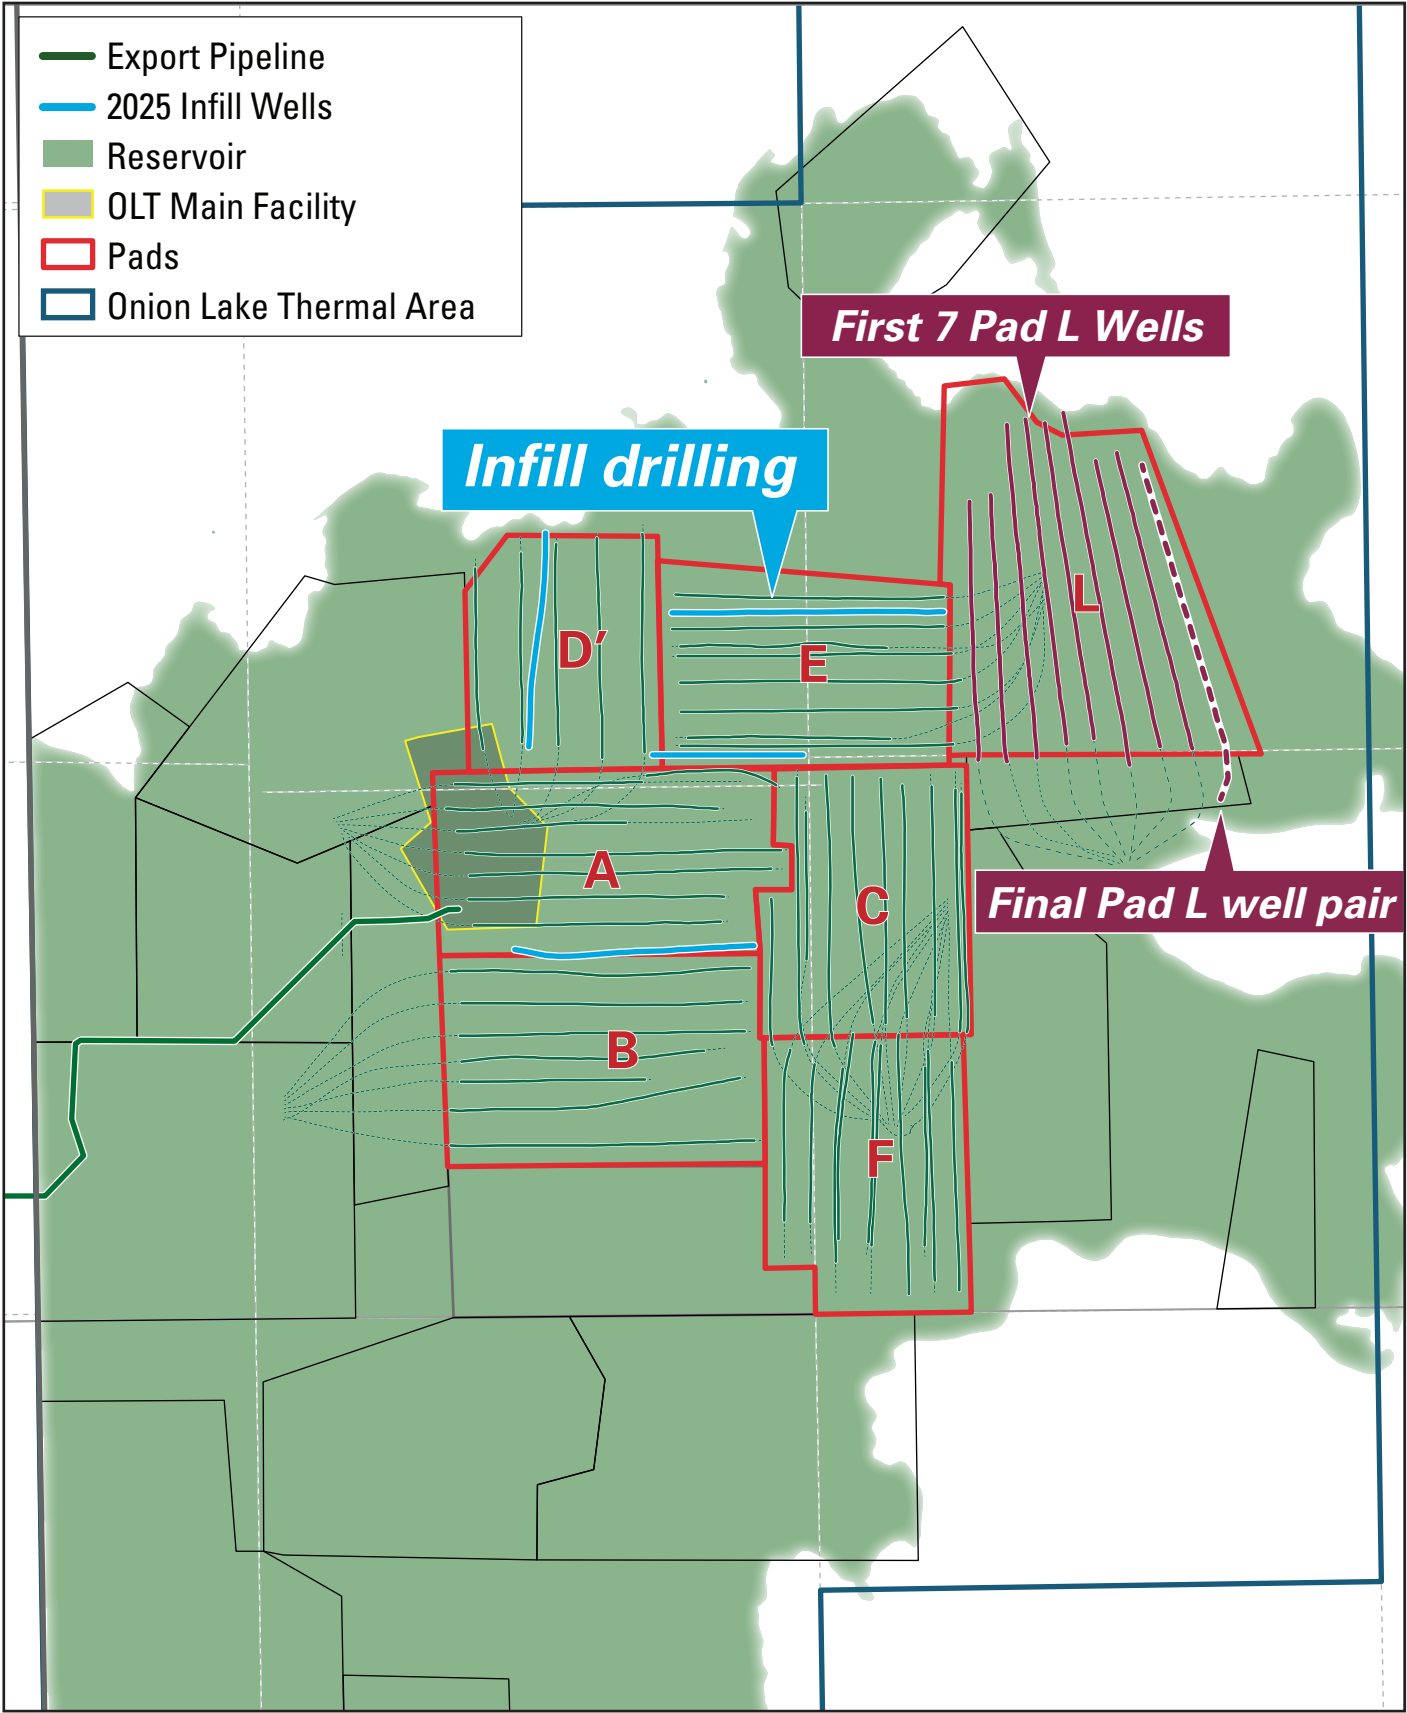 Export Pipeline
2025 Infill Wells
Reservoir
OLT Main Facility
Pads
Onion Lake Thermal Area
First 7 Pad L Wells
Infill drilling
L
D′
E
A
C
Final Pad L well pair
B
F